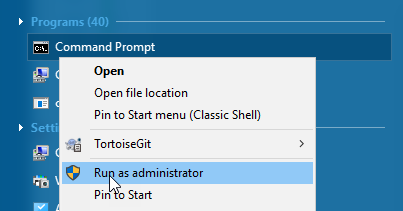 Programs (40)
C:\.
Command Prompt
Open
Open file location
Pin to Start menu (Classic Shell)
TortoiseGit
Run as administrator
Pin to Start